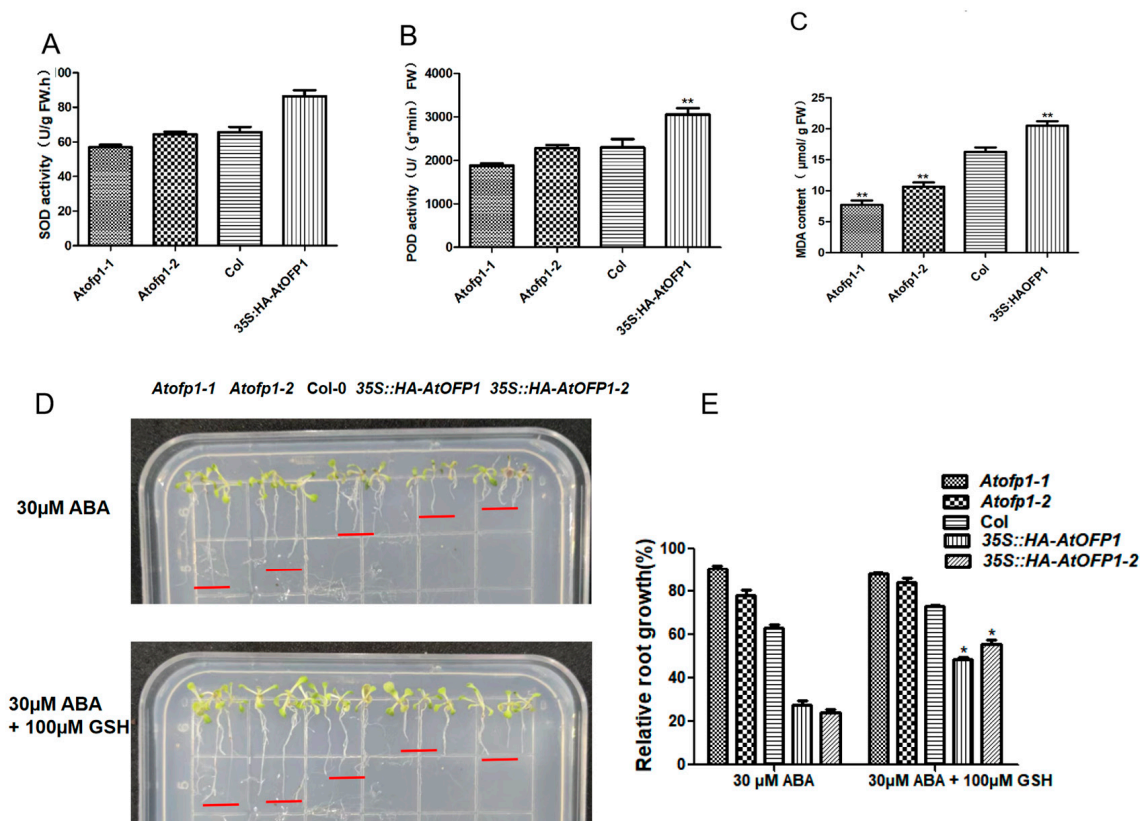 A
SOD activity (U/g FW.h)
00
80
60
40
20
0
Atofp1-1
Atofp1-2
Col
35S:HA-AtOFP1
B
POD activity (U/ (g*min) FW)
4000
3000
2000
1000
0
**
Atofp1-1
Atofp1-2
Col
35S:HA-AtOFP1
C
MDA content ( μmol/ g FW)
25
20
15
10
5
0
**
**
**
Atofp1-1
Atofp1-2
Col
35S:HAOFP1
D
Atofp1-1 Atofp1-2 Col-0 35S::HA-AtOFP1 35S::HA-AtOFP1-2
30μM ABA
30μM ABA
+ 100μM GSH
E
Atofp1-1
Atofp1-2
Col
35S::HA-AtOFP1
35S::HA-AtOFP1-2
Relative root growth(%)
100
80
60
40
20
0
*
*
30 μM ABA
30μM ABA + 100μM GSH